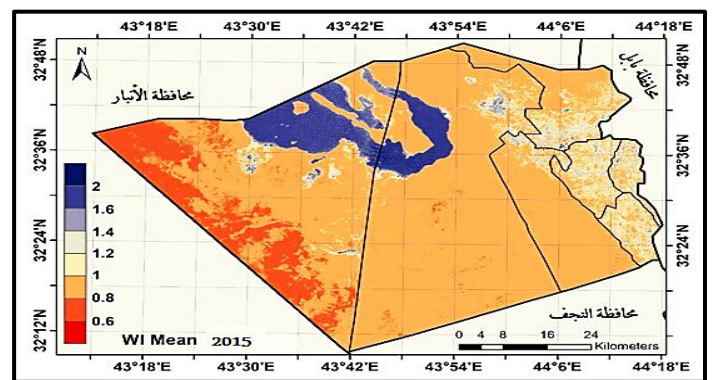 43°18'E 43°30'E 43°42'E 43°54'E 44°6'E 44°18'E
N
32°48'N
32°48'N
محافظة الأنبار
محافظة بابل
32°36'N
32°36'N
2
1.6
1.4
1.2
1
0.8
0.6
32°24'N
32°24'N
32°12'N
محافظة النجف
32°12'N
WI Mean 2015
0 4 8 16 24
Kilometers
43°18'E 43°30'E 43°42'E 43°54'E 44°6'E 44°18'E